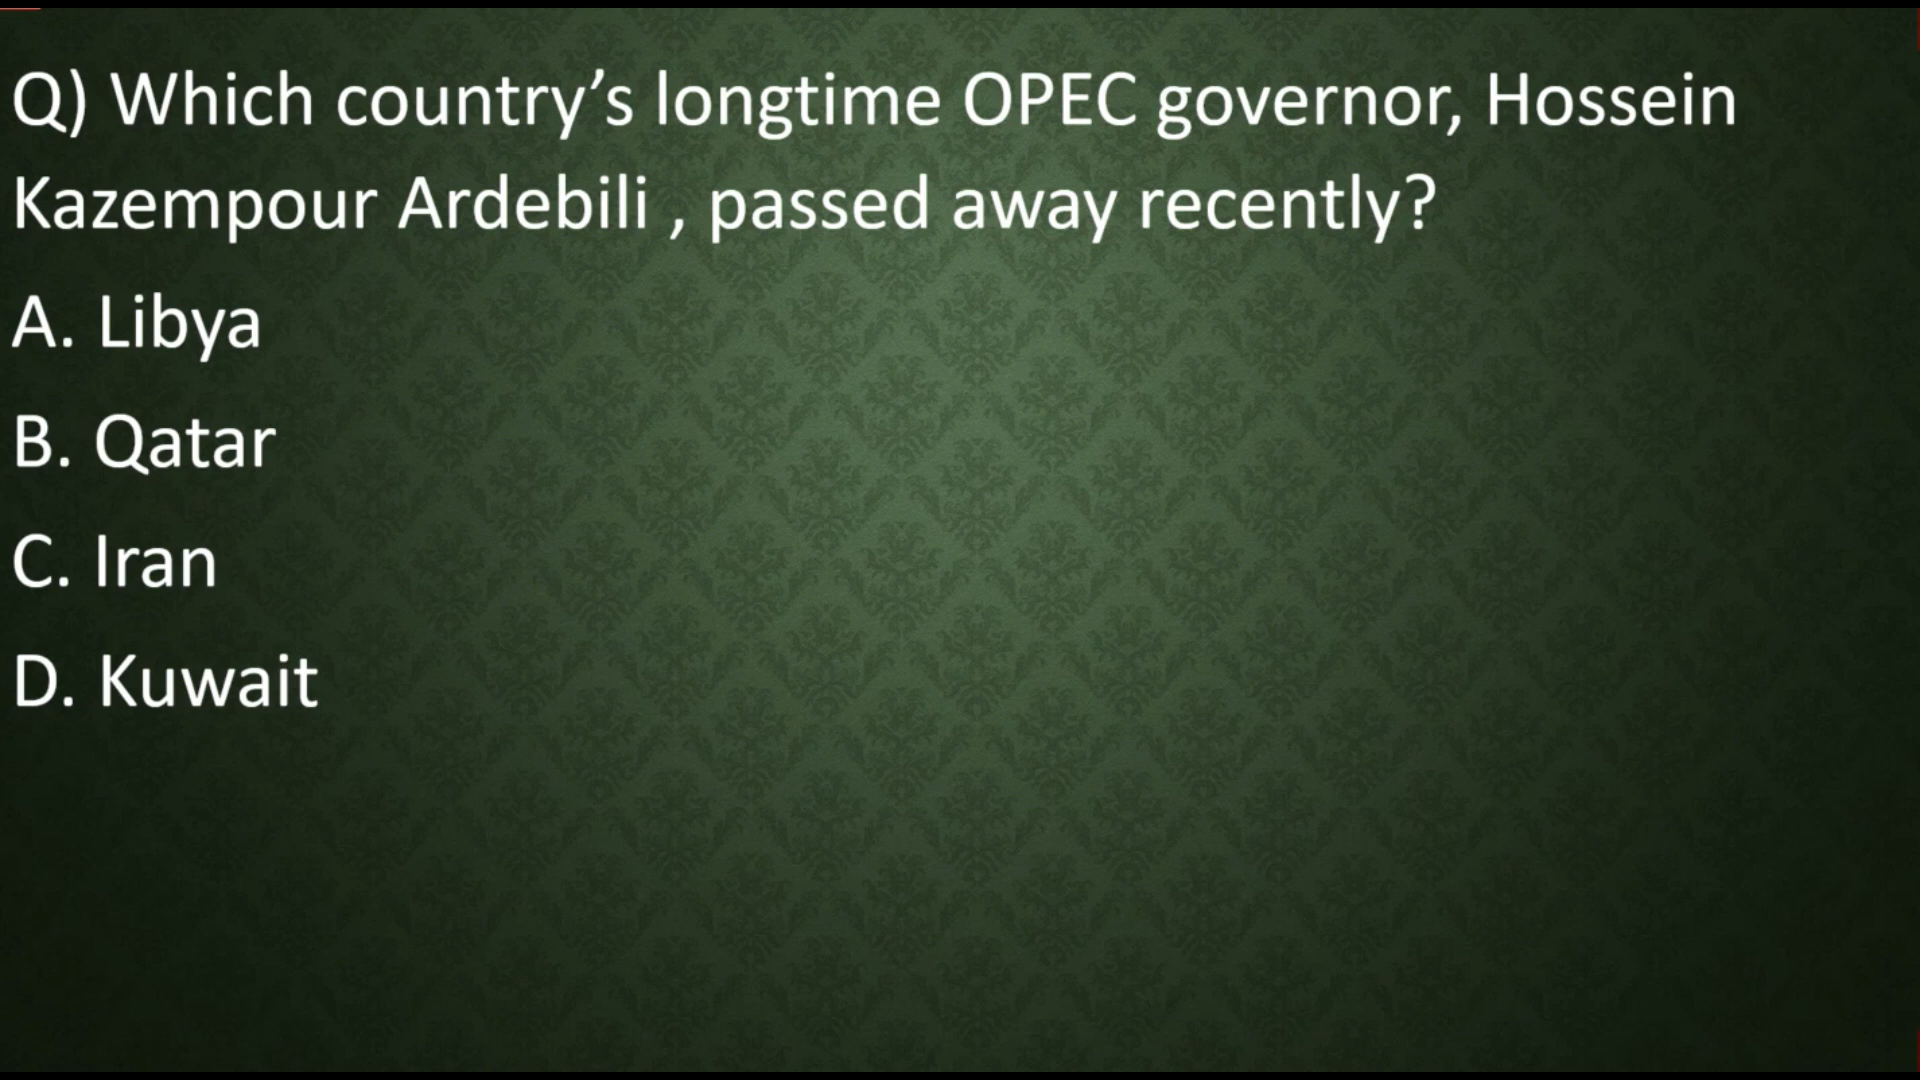 Q) Which country’s longtime OPEC governor, Hossein
Kazempour Ardebili , passed away recently?
A. Libya
B. Qatar
C. Iran
D. Kuwait